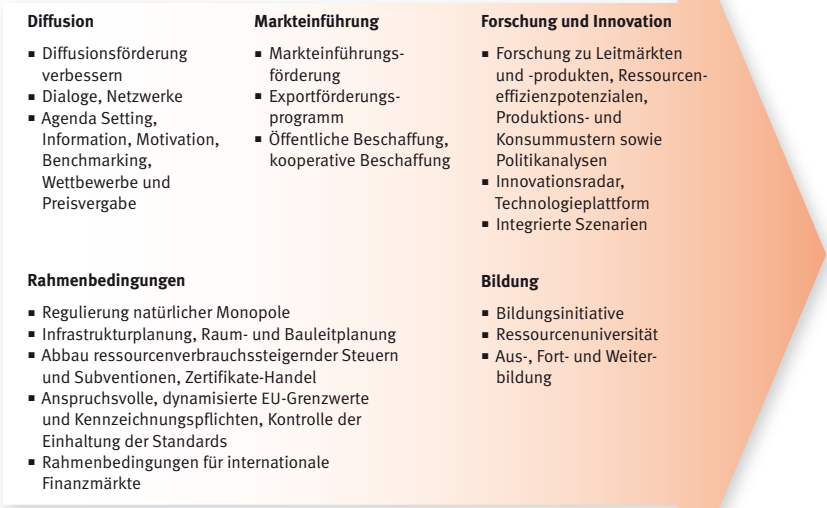 Diffusion
▪ Diffusionsförderung
verbessern
▪ Dialoge, Netzwerke
▪ Agenda Setting,
Information, Motivation,
Benchmarking,
Wettbewerbe und
Preisvergabe
Markteinführung
▪ Markteinführungs-
förderung
▪ Exportförderungs-
programm
▪ Öffentliche Beschaffung,
kooperative Beschaffung
Forschung und Innovation
▪ Forschung zu Leitmärkten
und -produkten, Ressourcen-
effizienzpotenzialen,
Produktions- und
Konsummustern sowie
Politikanalysen
▪ Innovationsradar,
Technologieplattform
▪ Integrierte Szenarien
Rahmenbedingungen
▪ Regulierung natürlicher Monopole
▪ Infrastrukturplanung, Raum- und Bauleitplanung
▪ Abbau ressourcenverbrauchssteigernder Steuern
und Subventionen, Zertifikate-Handel
▪ Anspruchsvolle, dynamisierte EU-Grenzwerte
und Kennzeichnungspflichten, Kontrolle der
Einhaltung der Standards
▪ Rahmenbedingungen für internationale
Finanzmärkte
Bildung
▪ Bildungsinitiative
▪ Ressourcenuniversität
▪ Aus-, Fort- und Weiter-
bildung